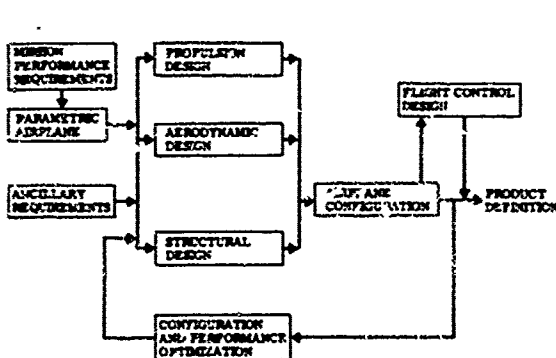 MISSION
PERFORMANCE
REQUIREMENTS
PROPULSION
DESIGN
FLIGHT CONTROL
DESIGN
PARAMETRIC
AIRPLANE
AERODYNAMIC
DESIGN
ANCILLARY
REQUIREMENTS
AIRPLANE
CONFIGURATION
PRODUCT
DEFINITION
STRUCTURAL
DESIGN
CONFIGURATION
AND PERFORMANCE
OPTIMIZATION